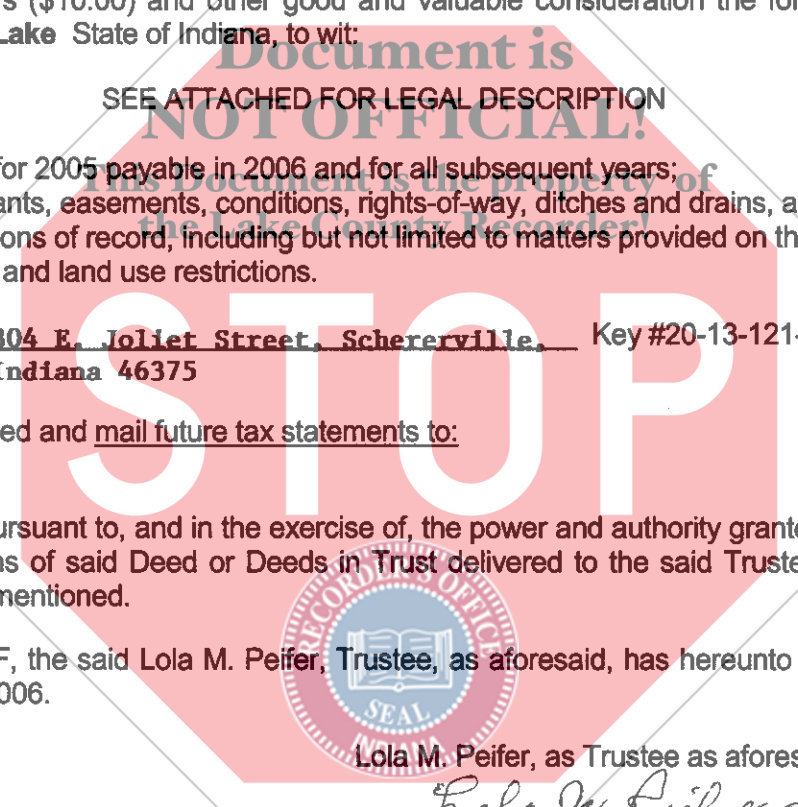 rs ($10.00) and other good and valuable consideration the fo
Lake State of Indiana, to wit:
Document is
SEE ATTACHED FOR LEGAL DESCRIPTION
NOT OFFICIAL!
for 2005 payable in 2006 and for all subsequent years;
This Document is the property of
ants, easements, conditions, rights-of-way, ditches and drains, a
the Lake County Recorder!
ons of record, including but not limited to matters provided on th
and land use restrictions.
STOP
304 E. Joliet Street, Schererville, Key #20-13-121-
Indiana 46375
ed and mail future tax statements to:
ursuant to, and in the exercise of, the power and authority grante
ns of said Deed or Deeds in Trust delivered to the said Truste
mentioned.
RECORDER'S OFFICE
F, the said Lola M. Peifer, Trustee, as aforesaid, has hereunto
006.
SEAL
INDIANA
Lola M. Peifer, as Trustee as afores